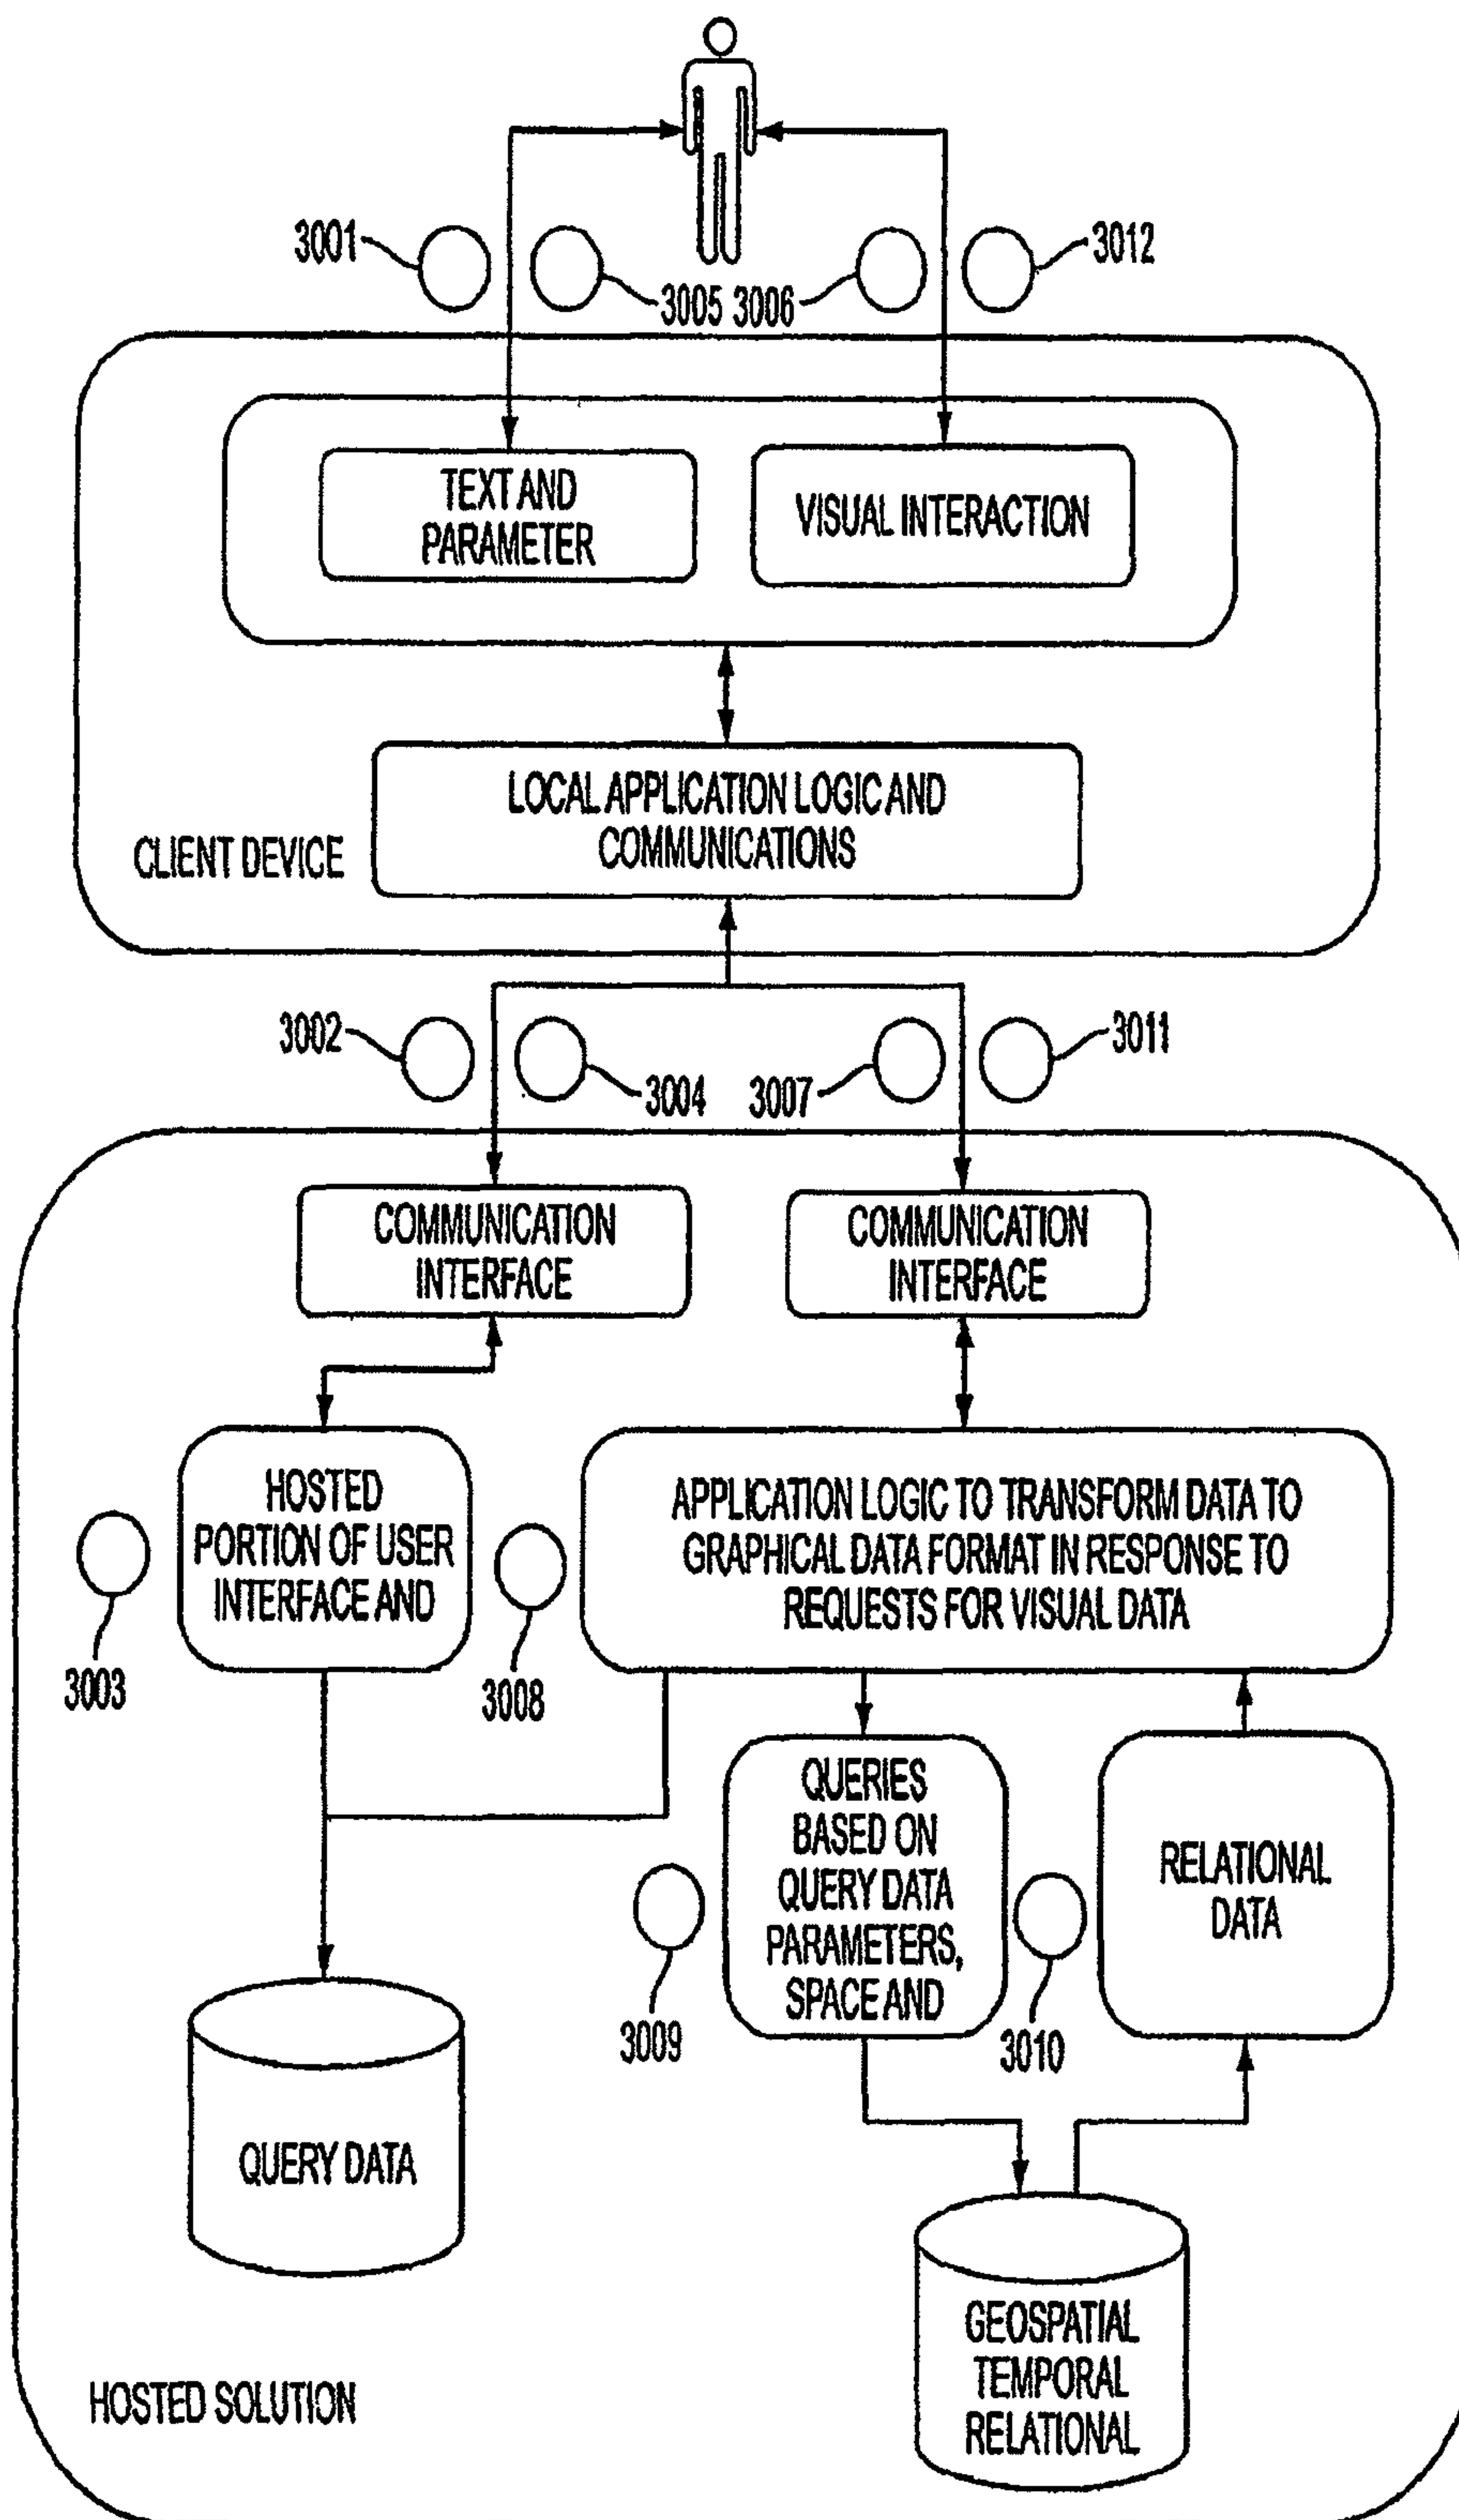 3001
3005
3006
3012
TEXT AND
PARAMETER
VISUAL INTERACTION
LOCAL APPLICATION LOGIC AND
COMMUNICATIONS
CLIENT DEVICE
3002
3004
3007
3011
COMMUNICATION
INTERFACE
COMMUNICATION
INTERFACE
HOSTED
PORTION OF USER
INTERFACE AND
APPLICATION LOGIC TO TRANSFORM DATA TO
GRAPHICAL DATA FORMAT IN RESPONSE TO
REQUESTS FOR VISUAL DATA
3003
3008
QUERIES
BASED ON
QUERY DATA
PARAMETERS,
SPACE AND
RELATIONAL
DATA
3009
3010
QUERY DATA
GEOSPATIAL
TEMPORAL
RELATIONAL
HOSTED SOLUTION